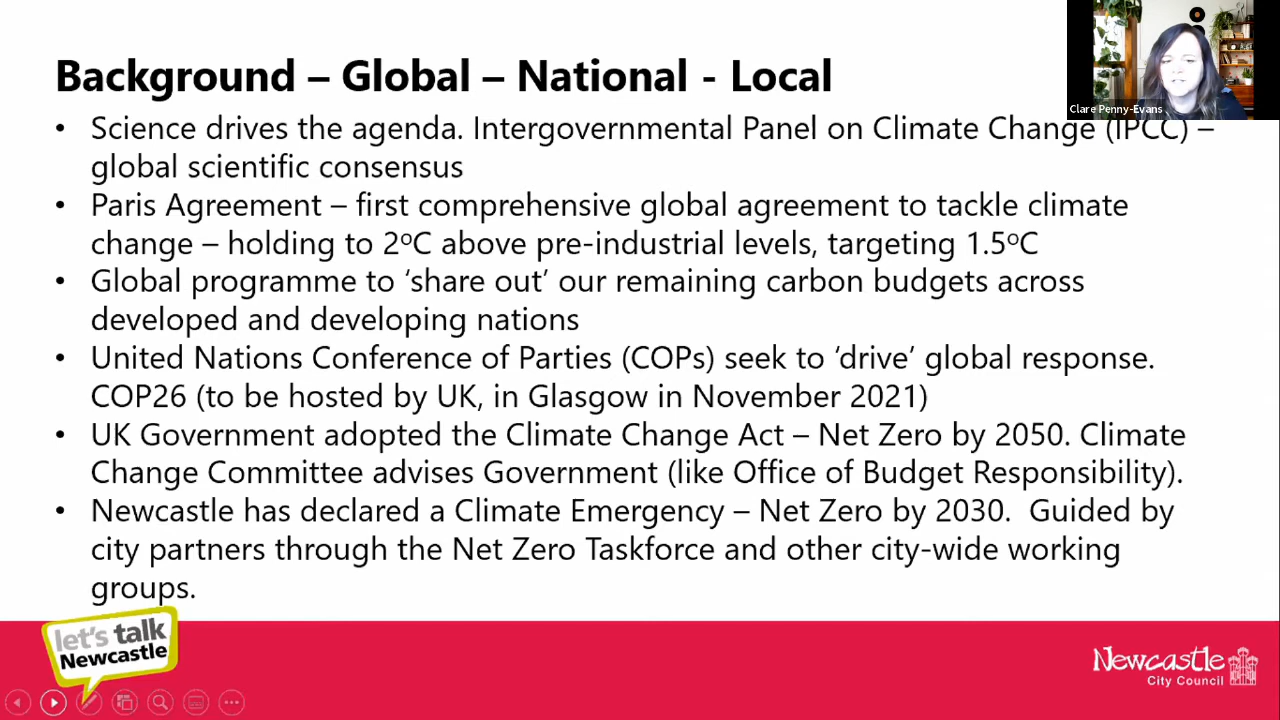 Background – Global – National - Local
Clare Penny-Evans
• Science drives the agenda. Intergovernmental Panel on Climate Change (IPCC) –
global scientific consensus
• Paris Agreement – first comprehensive global agreement to tackle climate
change – holding to 2ºC above pre-industrial levels, targeting 1.5ºC
• Global programme to ‘share out’ our remaining carbon budgets across
developed and developing nations
• United Nations Conference of Parties (COPs) seek to ‘drive’ global response.
COP26 (to be hosted by UK, in Glasgow in November 2021)
• UK Government adopted the Climate Change Act – Net Zero by 2050. Climate
Change Committee advises Government (like Office of Budget Responsibility).
• Newcastle has declared a Climate Emergency – Net Zero by 2030.  Guided by
city partners through the Net Zero Taskforce and other city-wide working
groups.
let's talk
Newcastle
Newcastle
City Council